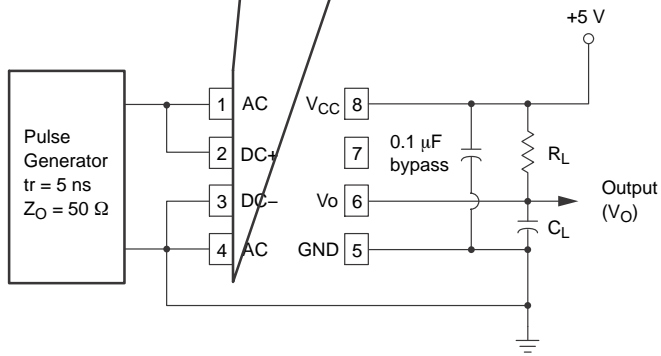 +5 V
1 AC VCC 8
Pulse
Generator
tr = 5 ns
ZO = 50 Ω
2 DC+ 7
0.1 μF
bypass
RL
3 DC– Vo 6
Output
(VO)
CL
4 AC GND 5